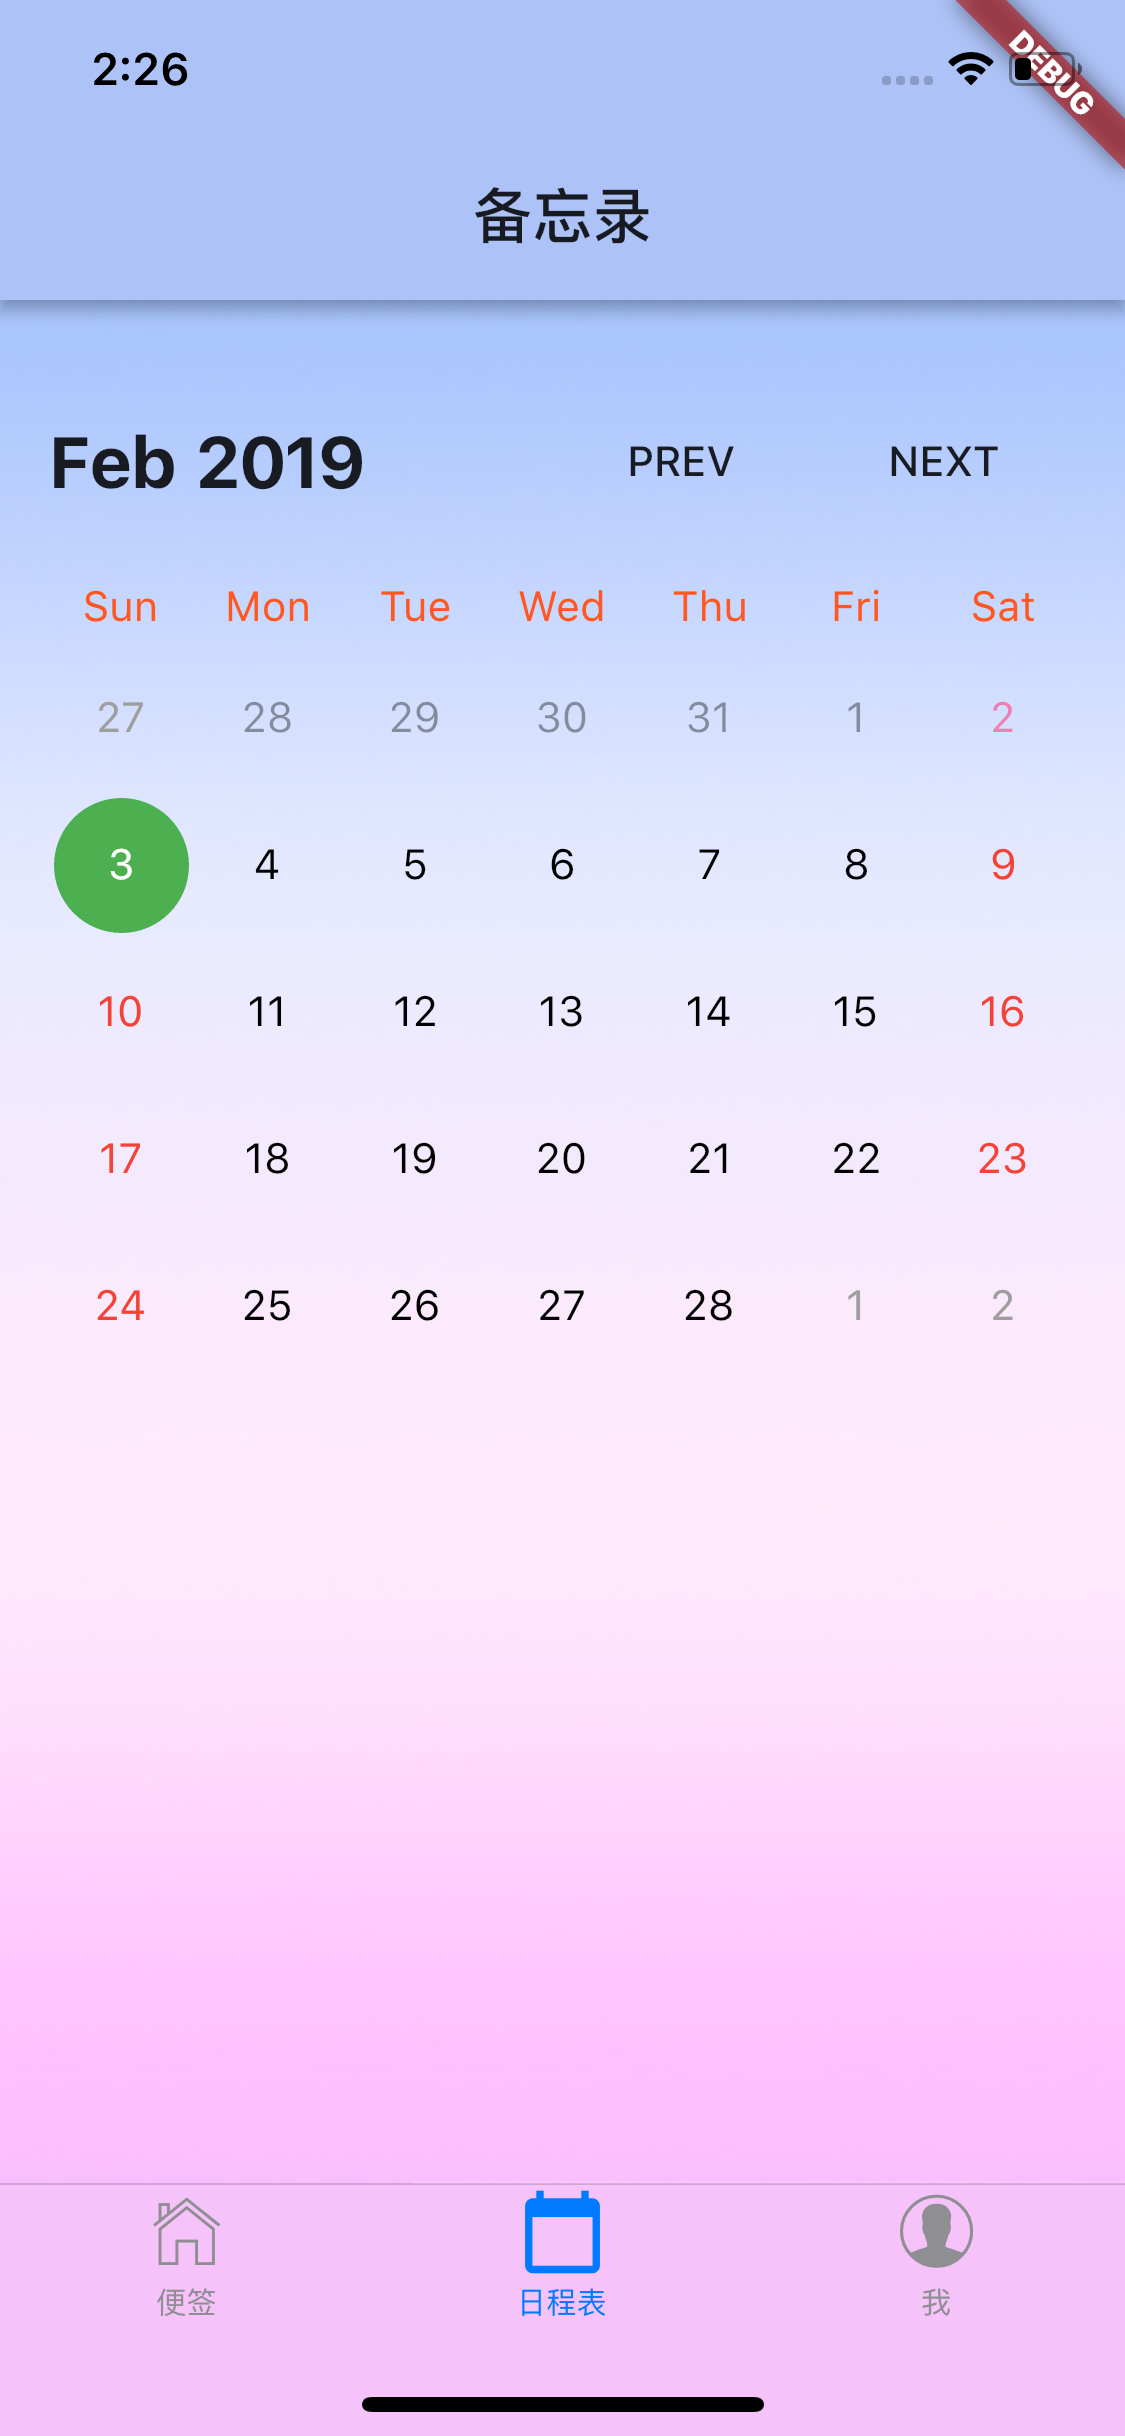 2:26
DEBUG
备忘录
Feb 2019 PREV NEXT
Sun Mon Tue Wed Thu Fri Sat
27 28 29 30 31 1 2
3 4 5 6 7 8 9
10 11 12 13 14 15 16
17 18 19 20 21 22 23
24 25 26 27 28 1 2
便签 日程表 我